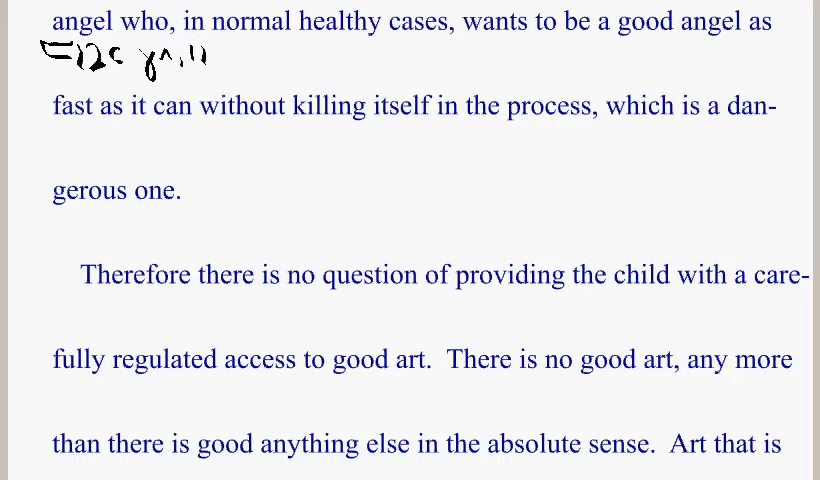 angel who, in normal healthy cases, wants to be a good angel as
fast as it can without killing itself in the process, which is a dan-
gerous one.
Therefore there is no question of providing the child with a care-
fully regulated access to good art. There is no good art, any more
than there is good anything else in the absolute sense. Art that is